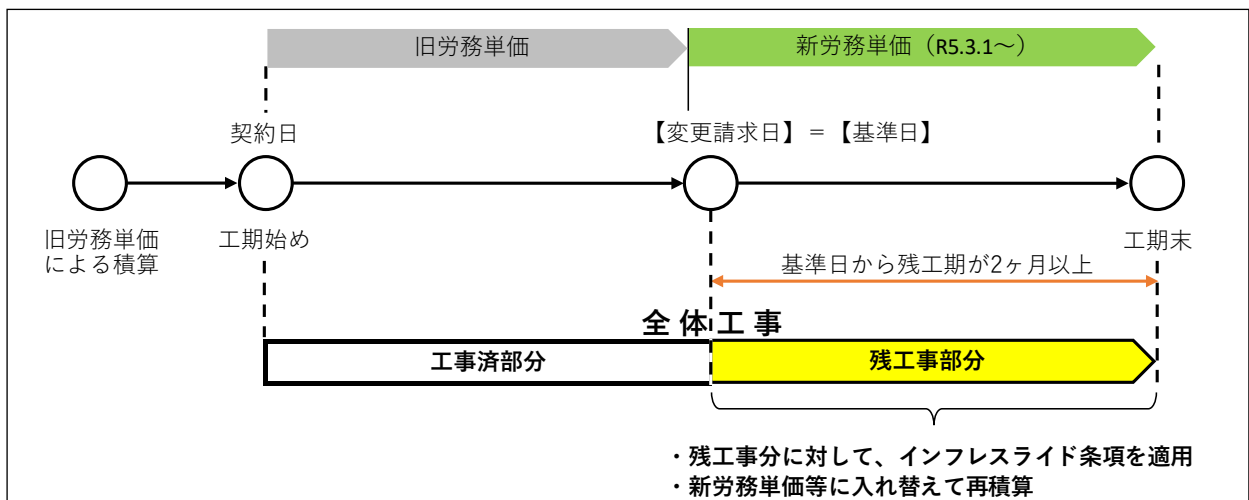 旧労務単価
新労務単価（R5.3.1～）
契約日
【変更請求日】＝【基準日】
旧労務単価
による積算
工期始め
工期末
基準日から残工期が2ヶ月以上
全体工事
工事済部分
残工事部分
・残工事分に対して、インフレスライド条項を適用
・新労務単価等に入れ替えて再積算